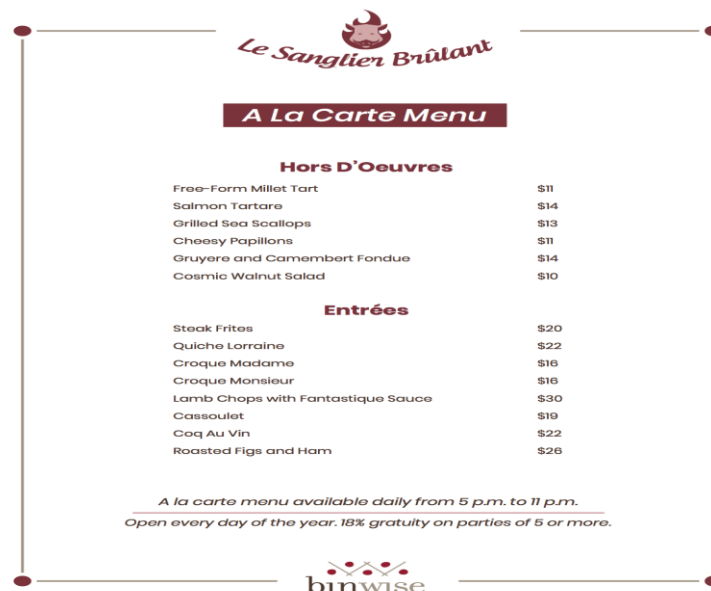 Le Sanglier Brûlant
A La Carte Menu
Hors D'Oeuvres
Free-Form Millet Tart $11
Salmon Tartare $14
Grilled Sea Scallops $13
Cheesy Papillons $11
Gruyere and Camembert Fondue $14
Cosmic Walnut Salad $10
Entrées
Steak Frites $20
Quiche Lorraine $22
Croque Madame $16
Croque Monsieur $16
Lamb Chops with Fantastique Sauce $30
Cassoulet $19
Coq Au Vin $22
Roasted Figs and Ham $26
A la carte menu available daily from 5 p.m. to 11 p.m.
Open every day of the year. 18% gratuity on parties of 5 or more.
binwise